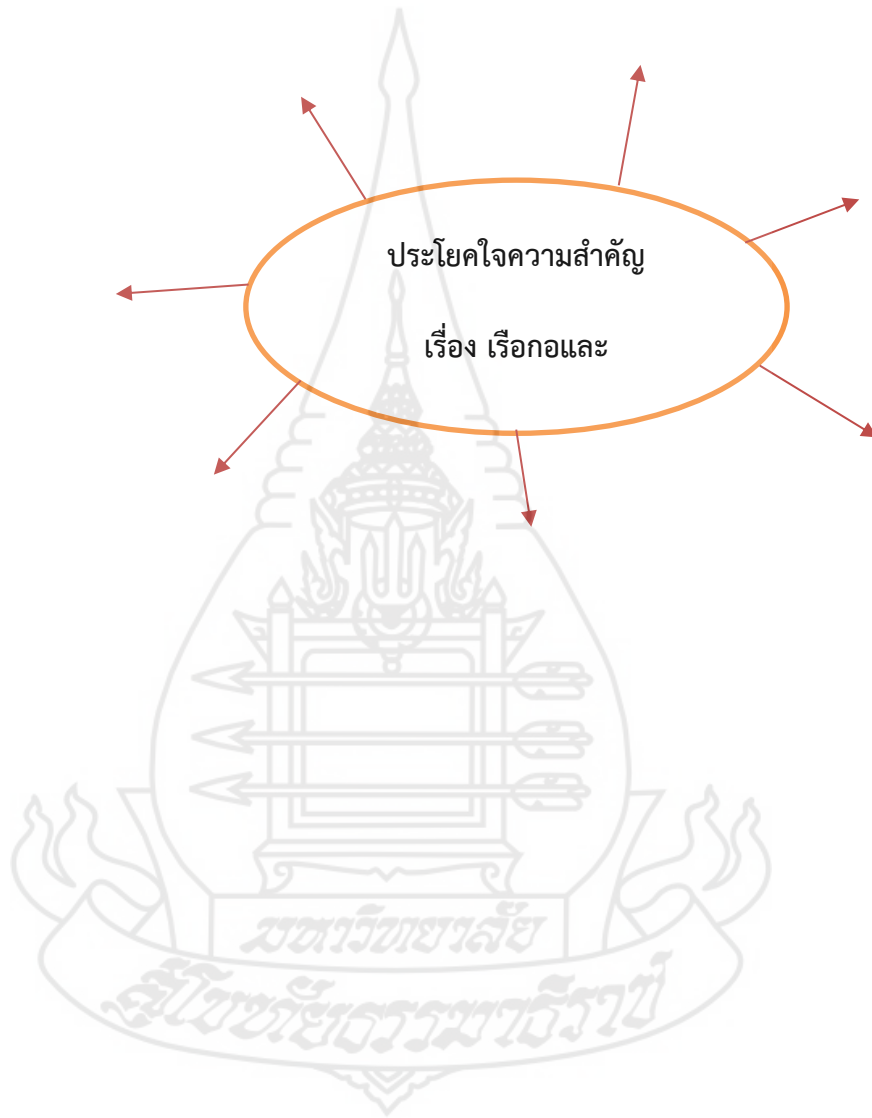 ประโยคใจความสำคัญ
เรื่อง เรือกอและ
มหาวิทยาลัย
สุโขทัยธรรมาธิราช